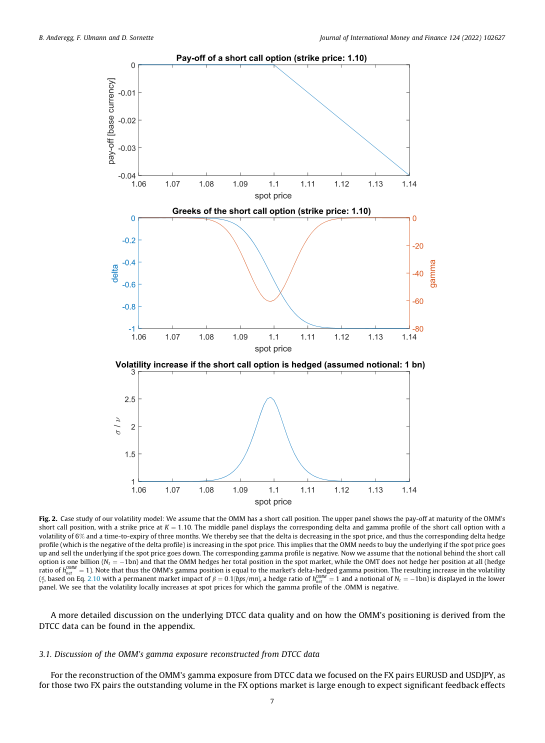 B. Anderegg, F. Ulmann and D. Sornette
Journal of International Money and Finance 124 (2022) 102627
Pay-off of a short call option (strike price: 1.10)
pay-off [base currency]
0
-0.01
-0.02
-0.03
-0.04
1.06 1.07 1.08 1.09 1.1 1.11 1.12 1.13 1.14
spot price
Greeks of the short call option (strike price: 1.10)
delta
0
-0.2
-0.4
-0.6
-0.8
-1
0
-20
-40
-60
-80
gamma
1.06 1.07 1.08 1.09 1.1 1.11 1.12 1.13 1.14
spot price
Volatility increase if the short call option is hedged (assumed notional: 1 bn)
σ / ν
3
2.5
2
1.5
1
1.06 1.07 1.08 1.09 1.1 1.11 1.12 1.13 1.14
spot price
Fig. 2. Case study of our volatility model: We assume that the OMM has a short call position. The upper panel shows the pay-off at maturity of the OMM's
short call position, with a strike price at K = 1.10. The middle panel displays the corresponding delta and gamma profile of the short call option with a
volatility of 6% and a time-to-expiry of three months. We thereby see that the delta is decreasing in the spot price, and thus the corresponding delta hedge
profile (which is the negative of the delta profile) is increasing in the spot price. This implies that the OMM needs to buy the underlying if the spot price goes
up and sell the underlying if the spot price goes down. The corresponding gamma profile is negative. Now we assume that the notional behind the short call
option is one billion (Nₜ = −1bn) and that the OMM hedges her total position in the spot market, while the OMT does not hedge her position at all (hedge
ratio of = 1). Note that thus the OMM's gamma position is equal to the market's delta-hedged gamma position. The resulting increase in the volatility
( based on Eq. 2.10 with a permanent market impact of β = 0.1[bps/mn], a hedge ratio of = 1 and a notional of Nₜ = −1bn) is displayed in the lower
panel. We see that the volatility locally increases at spot prices for which the gamma profile of the .OMM is negative.
A more detailed discussion on the underlying DTCC data quality and on how the OMM's positioning is derived from the
DTCC data can be found in the appendix.
3.1. Discussion of the OMM's gamma exposure reconstructed from DTCC data
For the reconstruction of the OMM's gamma exposure from DTCC data we focused on the FX pairs EURUSD and USDJPY, as
for those two FX pairs the outstanding volume in the FX options market is large enough to expect significant feedback effects
7